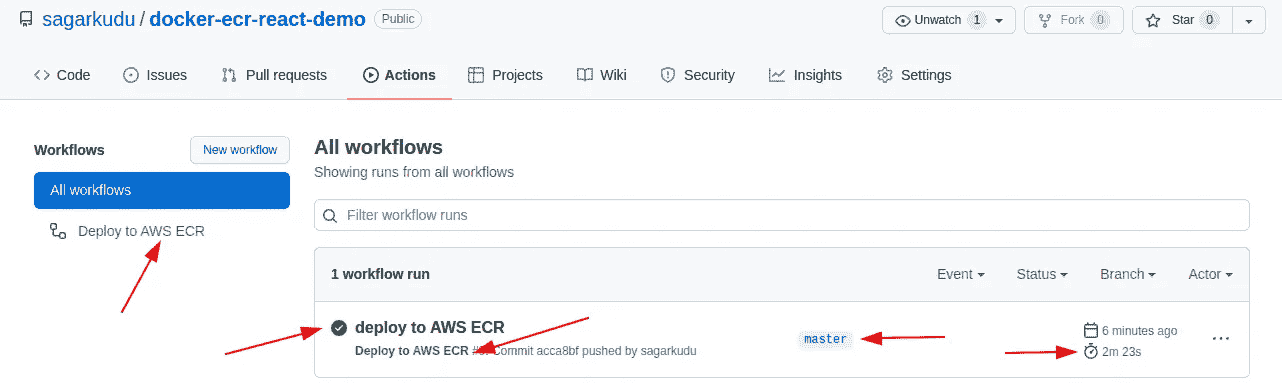 sagarkudu / docker-ecr-react-demo Public
Unwatch 1 Fork 0 Star 0
Code Issues Pull requests Actions Projects Wiki Security Insights Settings
Workflows New workflow
All workflows
Deploy to AWS ECR
All workflows
Showing runs from all workflows
Filter workflow runs
1 workflow run Event Status Branch Actor
deploy to AWS ECR
Deploy to AWS ECR Commit acca8bf pushed by sagarkudu
master
6 minutes ago
2m 23s